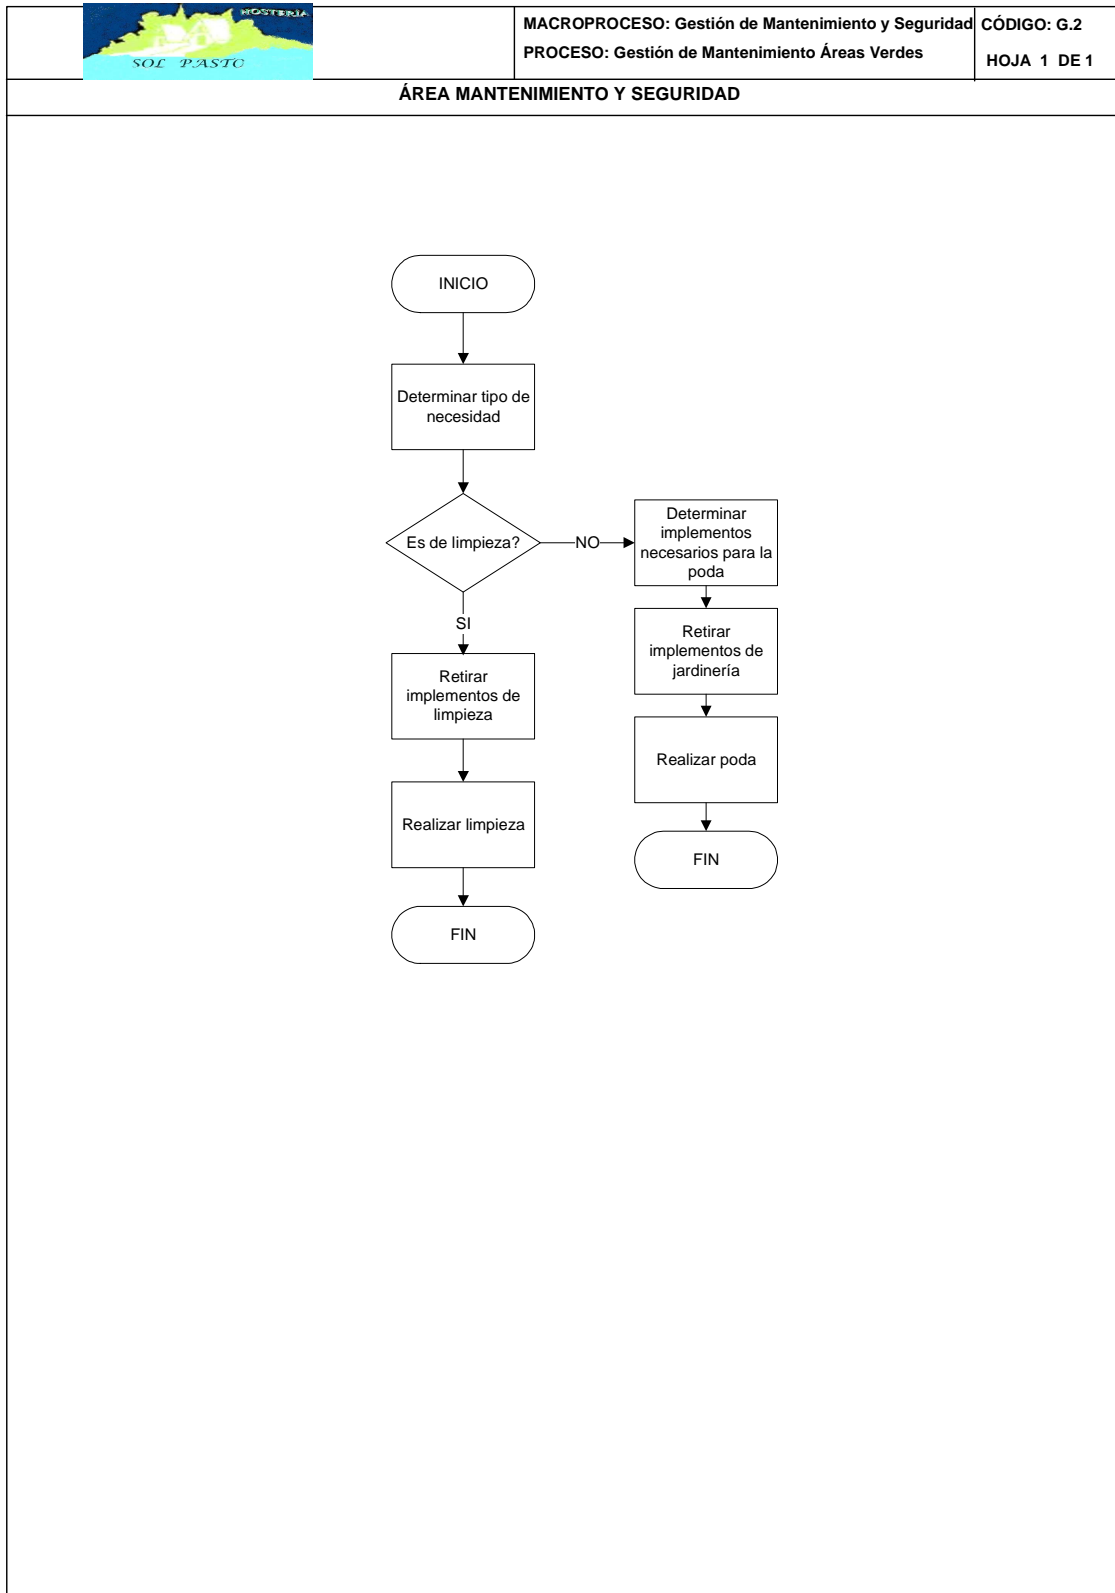 HOSTERÍA
SOL PASTO
MACROPROCESO: Gestión de Mantenimiento y Seguridad
PROCESO: Gestión de Mantenimiento Áreas Verdes
CÓDIGO: G.2
HOJA 1 DE 1
ÁREA MANTENIMIENTO Y SEGURIDAD
INICIO
Determinar tipo de
necesidad
Es de limpieza?
NO
Determinar
implementos
necesarios para la
poda
Retirar
implementos de
jardinería
Realizar poda
FIN
SI
Retirar
implementos de
limpieza
Realizar limpieza
FIN